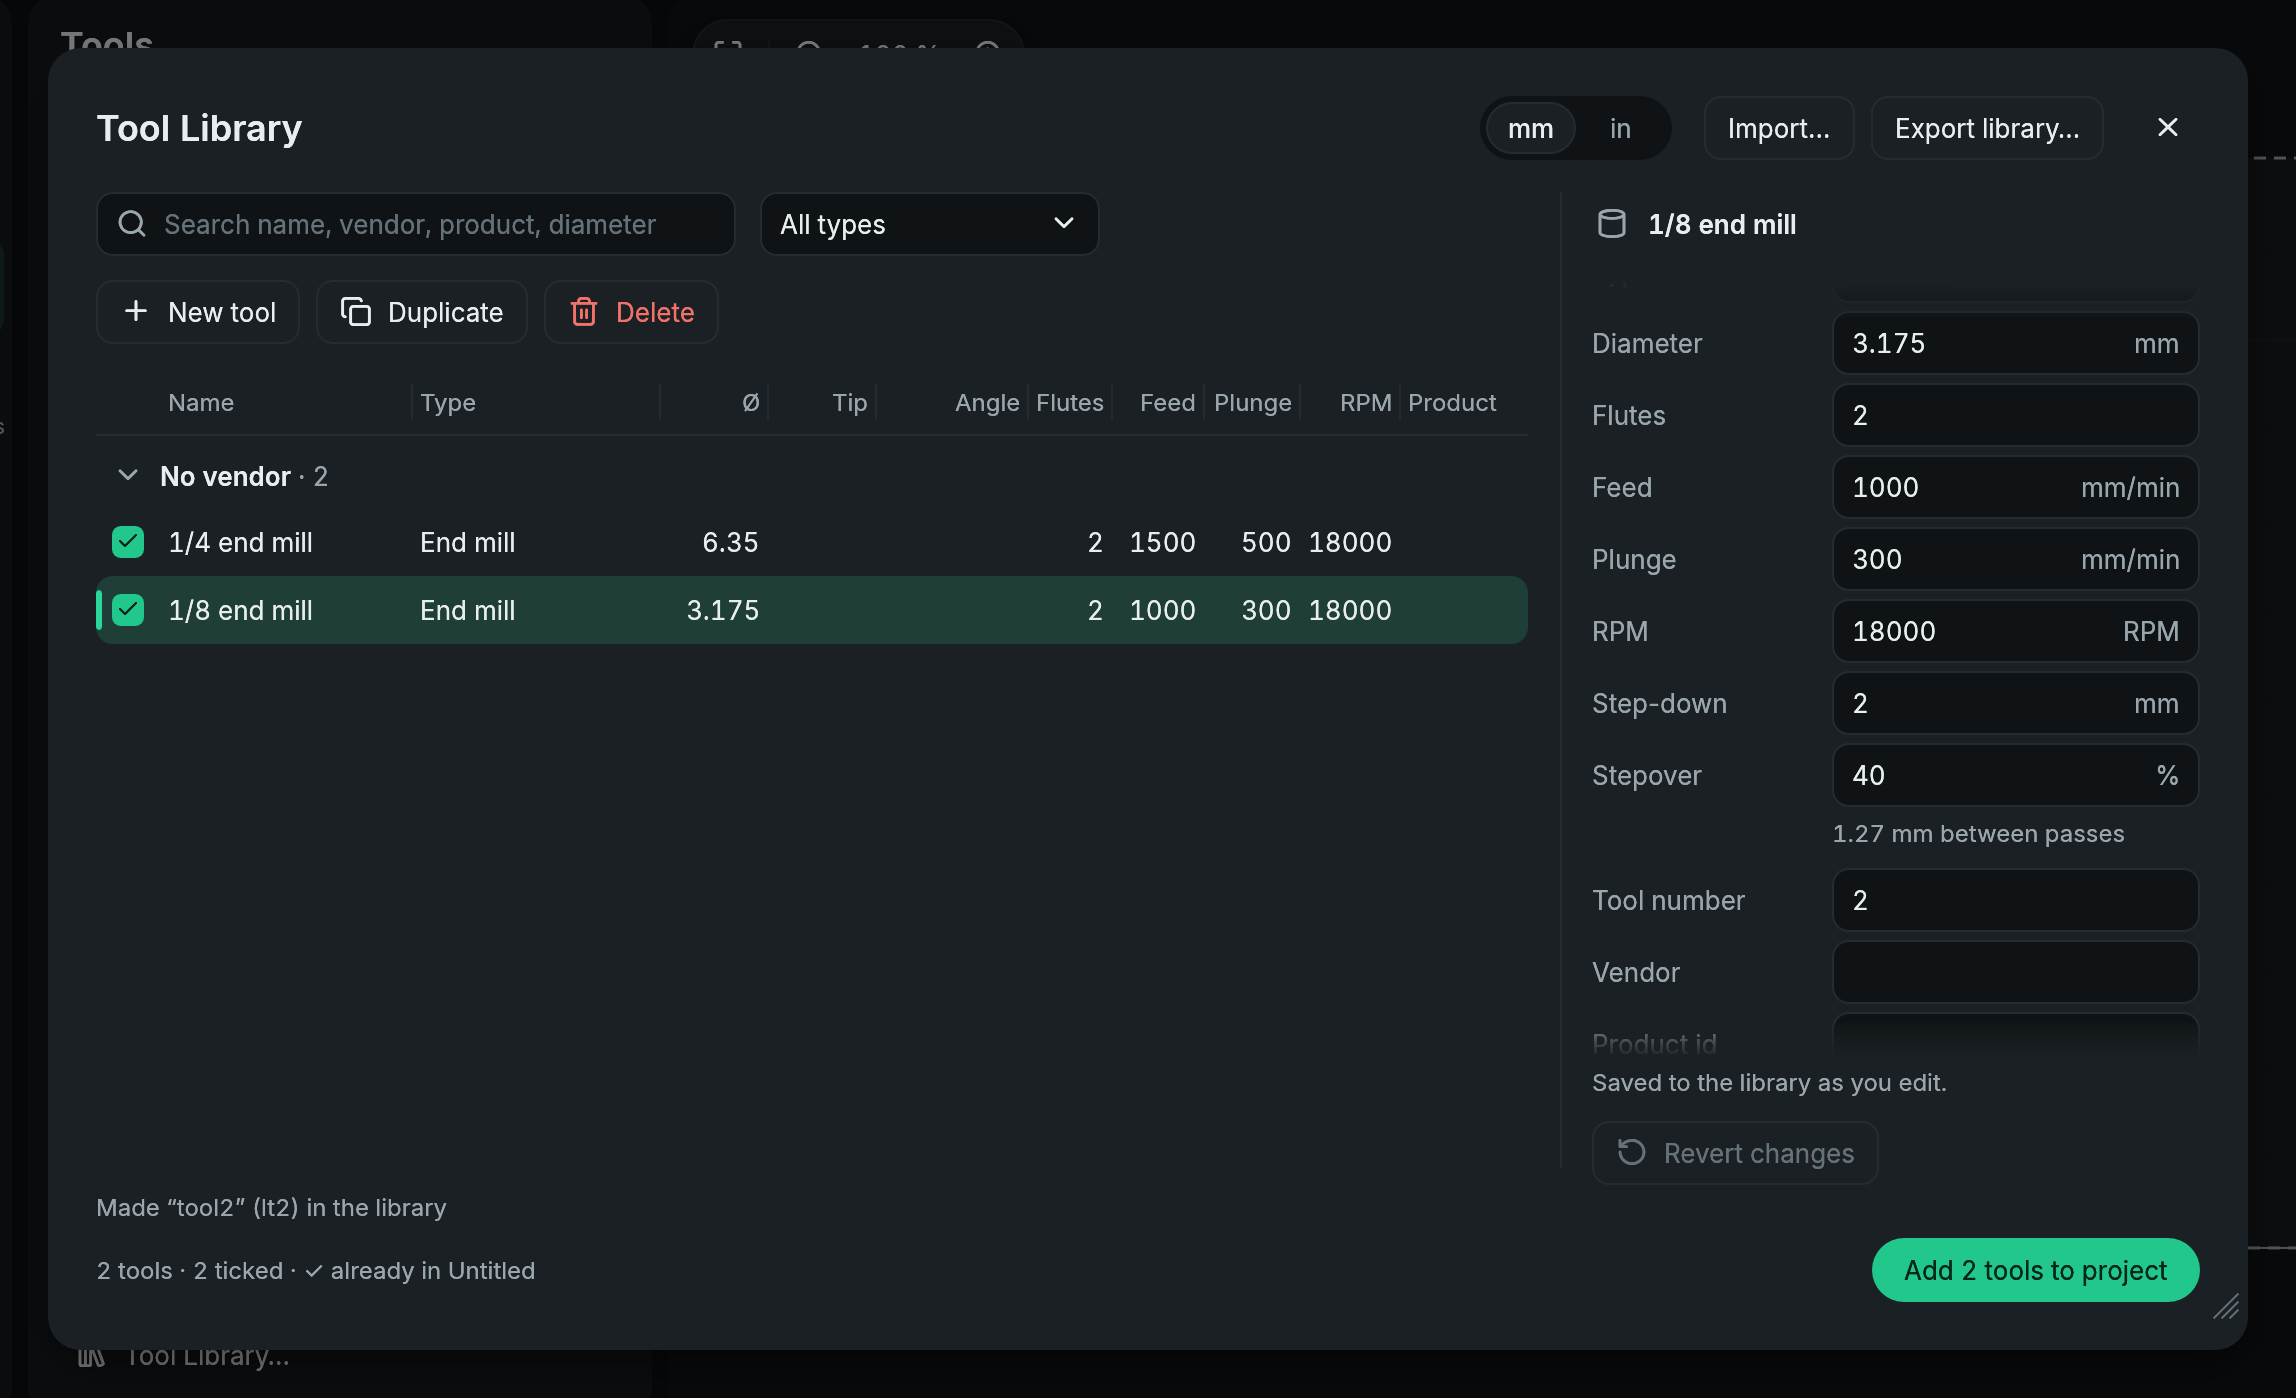 Tools
100 %
Tool Library
mm in Import... Export library... 
Search name, vendor, product, diameter All types
1/8 end mill
New tool Duplicate Delete
Diameter 3.175 mm
Name Type Ø Tip Angle Flutes Feed Plunge RPM Product
Flutes 2
No vendor · 2
Feed 1000 mm/min
1/4 end mill End mill 6.35 2 1500 500 18000
Plunge 300 mm/min
1/8 end mill End mill 3.175 2 1000 300 18000
RPM 18000 RPM
Step-down 2 mm
Stepover 40 %
1.27 mm between passes
Tool number 2
Vendor
Product id
Saved to the library as you edit.
Revert changes
Made “tool2” (lt2) in the library
2 tools · 2 ticked · ✓ already in Untitled
Add 2 tools to project
Tool Library...